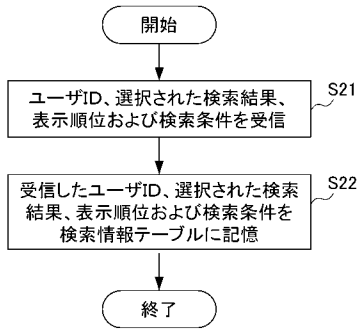 開始
ユーザID、選択された検索結果、
表示順位および検索条件を受信
S21
受信したユーザID、選択された検索
結果、表示順位および検索条件を
検索情報テーブルに記憶
S22
終了